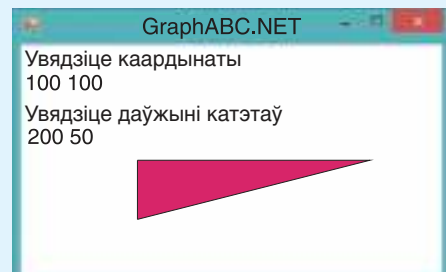 GraphABC.NET
Увядзіце каардынаты
100 100
Увядзіце даўжыні катэтаў
200 50